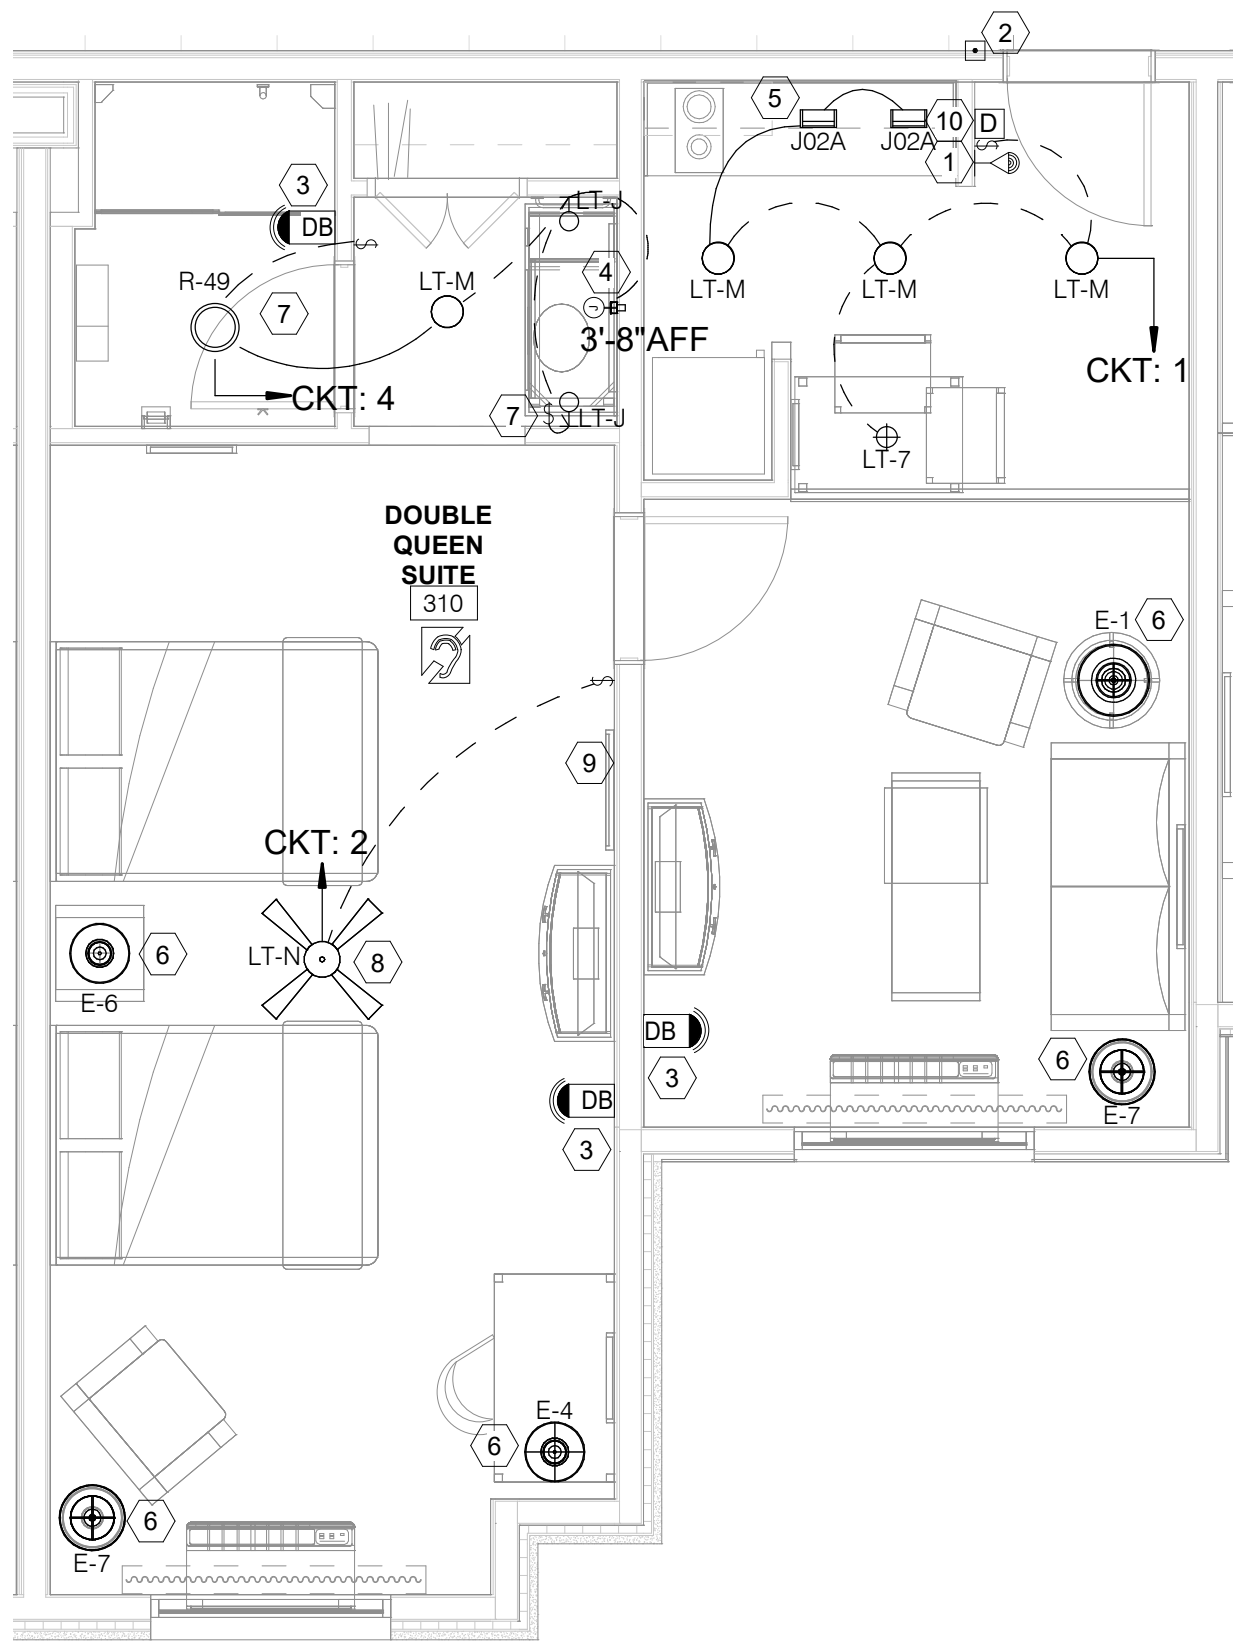 2
5
10
D
J02A
J02A
1
3
DB
LT-J
4
R-49
LT-M
LT-M
LT-M
LT-M
7
J
3'-8"AFF
CKT: 1
CKT: 4
7
$
LT-J
LT-7
$
$
DOUBLE
QUEEN
SUITE
310
E-1
6
$
9
CKT: 2
LT-N
8
6
E-6
DB
3
6
E-7
DB
3
E-4
6
6
E-7